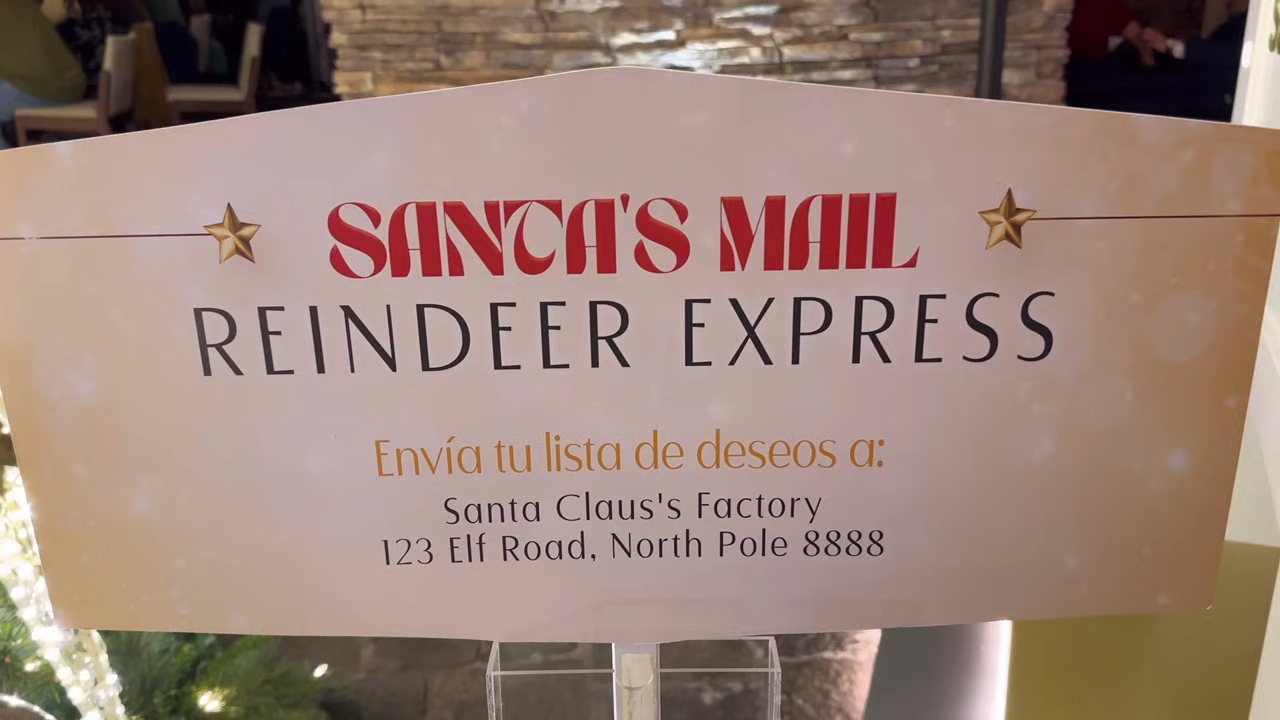 SANTA'S MAIL
REINDEER EXPRESS
Envía tu lista de deseos a:
Santa Claus's Factory
123 Elf Road, North Pole 8888